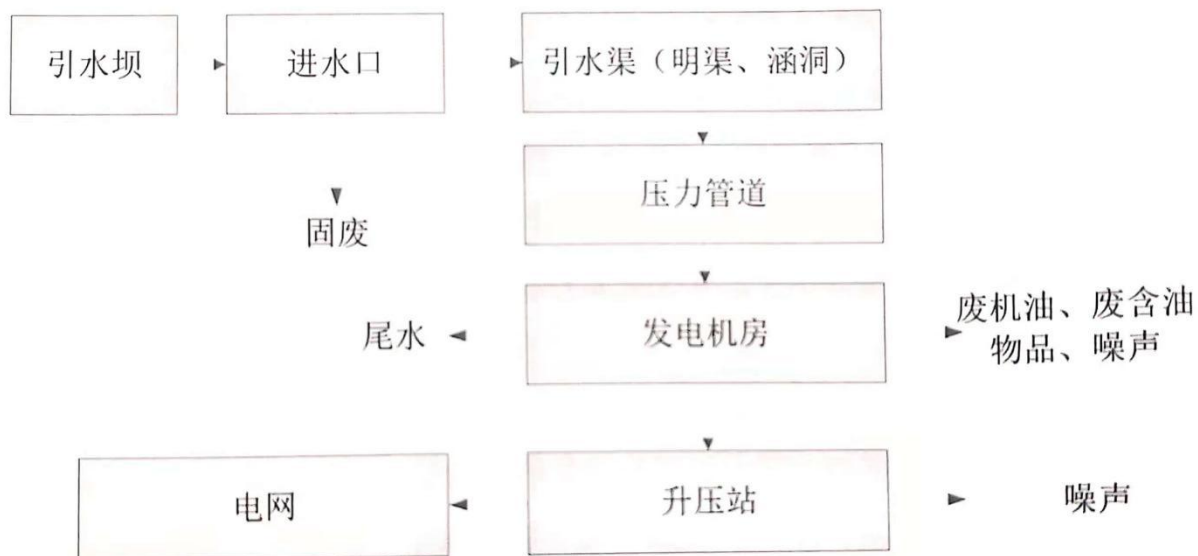 引水坝
进水口
引水渠（明渠、涵洞）
压力管道
固废
尾水
发电机房
废机油、废含油
物品、噪声
电网
升压站
噪声